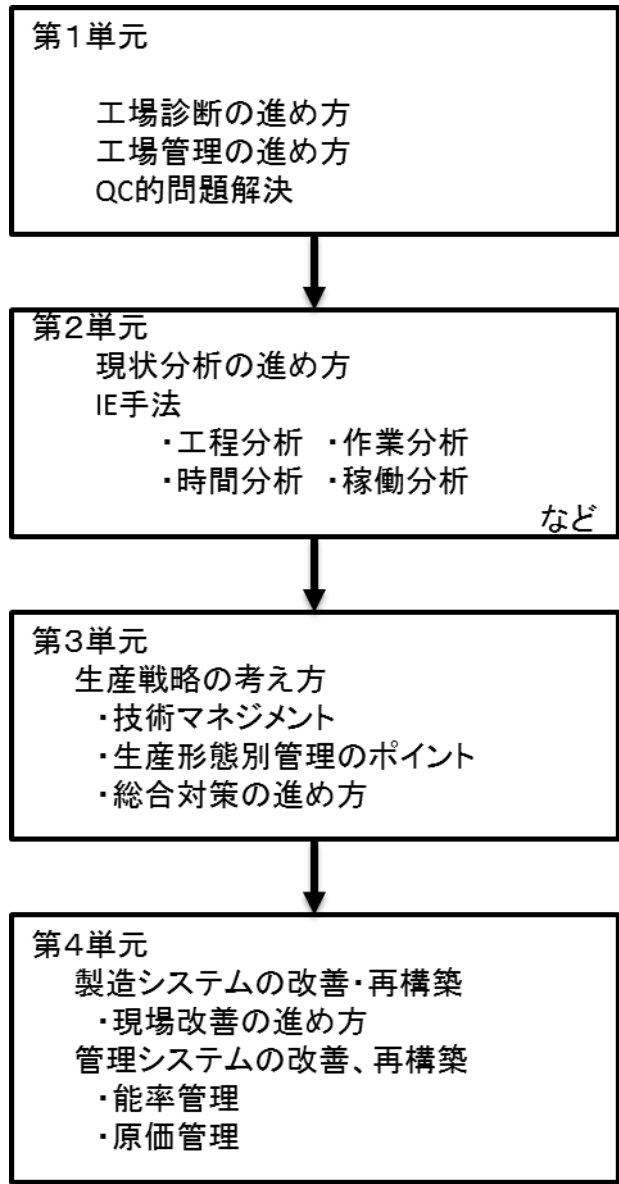 第1単元
工場診断の進め方
工場管理の進め方
QC的問題解決
第2単元
現状分析の進め方
IE手法
・工程分析 ・作業分析
・時間分析 ・稼働分析
など
第3単元
生産戦略の考え方
・技術マネジメント
・生産形態別管理のポイント
・総合対策の進め方
第4単元
製造システムの改善・再構築
・現場改善の進め方
管理システムの改善、再構築
・能率管理
・原価管理